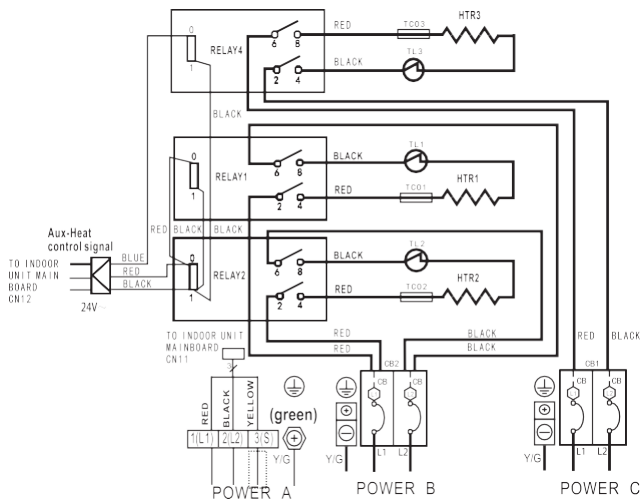 RELAY4
0
1
6
8
2
4
RED
TCO3
HTR3
BLACK
TL3
BLACK
RELAY1
0
1
6
8
2
4
BLACK
TL1
RED
TCO1
HTR1
Aux-Heat
control signal
RED
BLACK
BLACK
TO INDOOR
UNIT MAIN
BOARD
CN12
BLUE
RED
BLACK
24V
RELAY2
0
1
6
8
2
4
BLACK
TL2
RED
TCO2
HTR2
TO INDOOR UNIT
MAINBOARD
CN11
RED
RED
BLACK
BLACK
RED
BLACK
CB2
CB
CB
CB1
CB
CB
RED
BLACK
YELLOW
(green)
1(L1)
2(L2)
3(S)
Y/G
Y/G
L1
L2
Y/G
L1
L2
POWER A
POWER B
POWER C